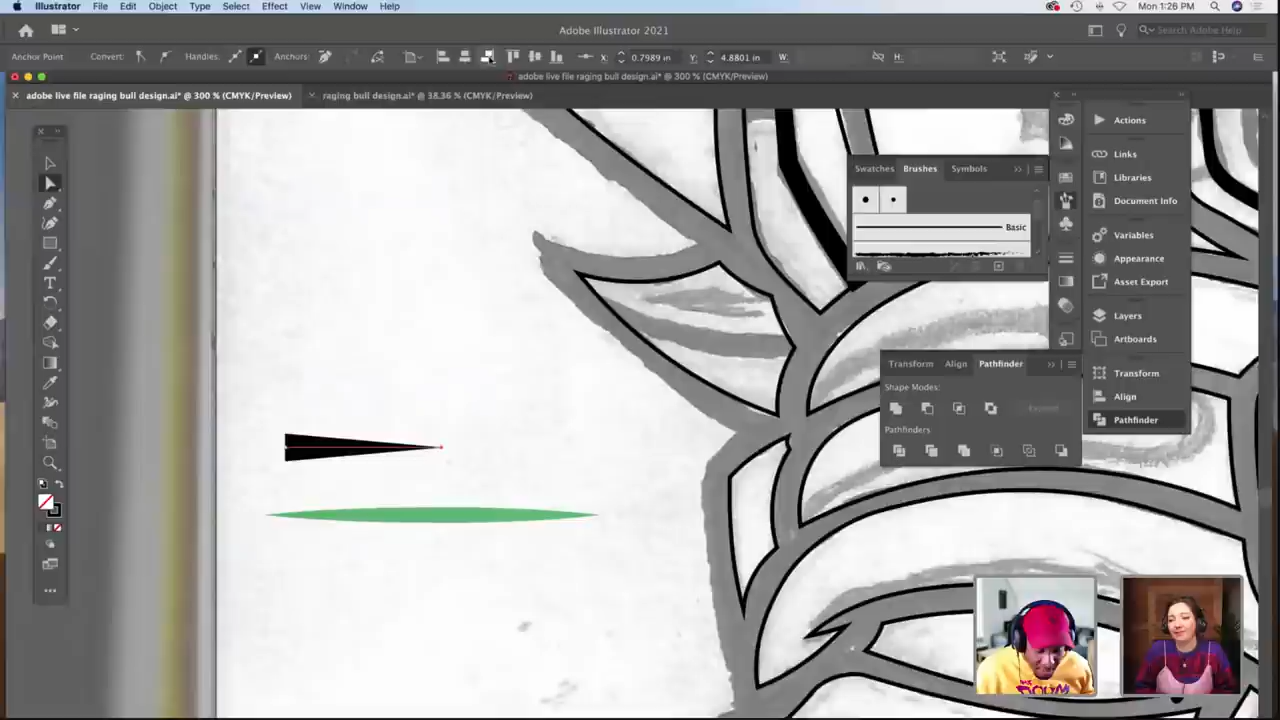 Illustrator File Edit Object Type Select Effect View Window Help
Mon 1:26 PM
Adobe Illustrator 2021
Search Adobe Help
Anchor Point Convert: Handles: Anchors: X: 0.7989 in Y: 4.8801 in W: H:
adobe live file raging bull design.ai* @ 300 % (CMYK/Preview)
adobe live file raging bull design.ai* @ 300 % (CMYK/Preview)
raging bull design.ai* @ 38.36 % (CMYK/Preview)
Actions
Links
Libraries
Document Info
Variables
Appearance
Asset Export
Layers
Artboards
Transform
Align
Pathfinder
Swatches Brushes Symbols
Basic
Transform Align Pathfinder
Shape Modes:
Expand
Pathfinders: